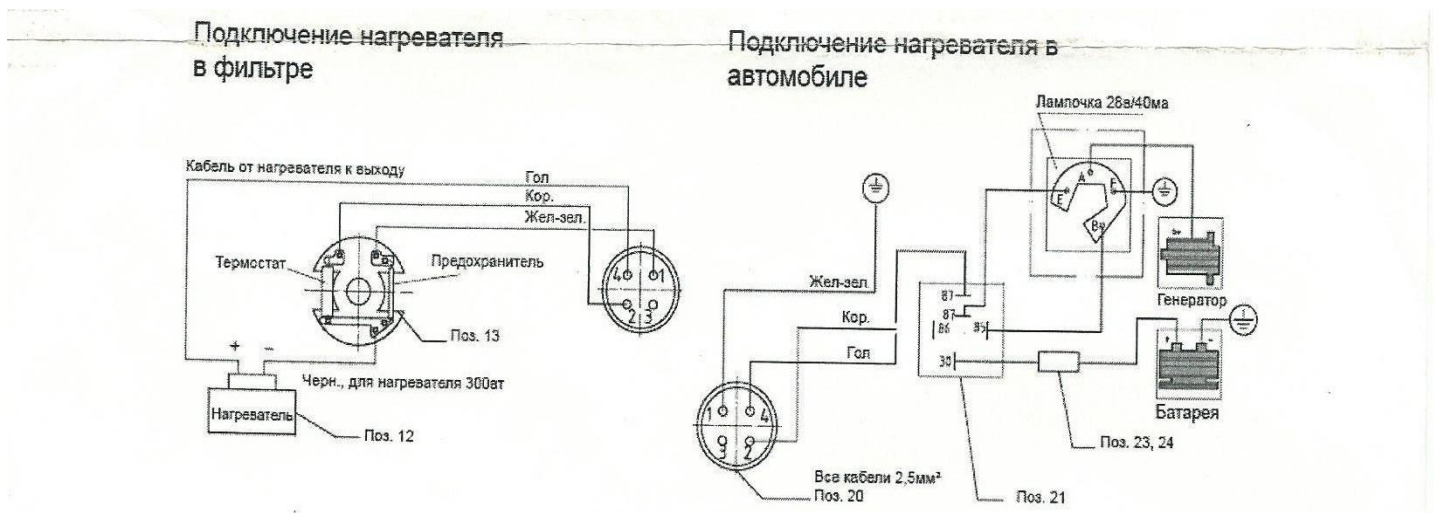 Подключение нагревателя
в фильтре
Кабель от нагревателя к выходу
Гол
Кор.
Жел-зел.
Термостат
Предохранитель
4
1
2
3
Поз. 13
+
–
Черн., для нагревателя 300вт
Нагреватель
Поз. 12
Подключение нагревателя в
автомобиле
Лампочка 28в/40ма
A
E
F
B+
Генератор
Жел-зел.
Кор.
Гол
87
87
86
85
30
+
-
Батарея
1
4
3
2
Поз. 23, 24
Все кабели 2,5мм²
Поз. 20
Поз. 21